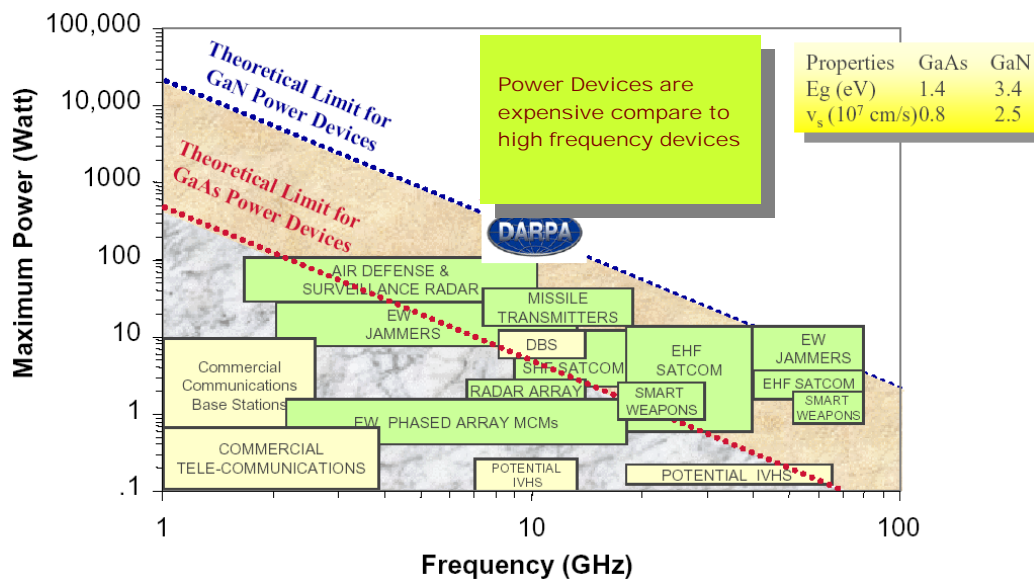 100,000
10,000
1000
100
10
1
.1
Maximum Power (Watt)
Theoretical Limit for
GaN Power Devices
Theoretical Limit for
GaAs Power Devices
Power Devices are
expensive compare to
high frequency devices
Properties GaAs GaN
Eg (eV) 1.4 3.4
vs (10⁷ cm/s) 0.8 2.5
DARPA
AIR DEFENSE &
SURVEILLANCE RADAR
EW
JAMMERS
MISSILE
TRANSMITTERS
DBS
SHF SATCOM
RADAR ARRAY
EHF
SATCOM
SMART
WEAPONS
EW
JAMMERS
EHF SATCOM
SMART
WEAPONS
Commercial
Communications
Base Stations
EW PHASED ARRAY MCMs
COMMERCIAL
TELE-COMMUNICATIONS
POTENTIAL
IVHS
POTENTIAL IVHS
1
10
100
Frequency (GHz)